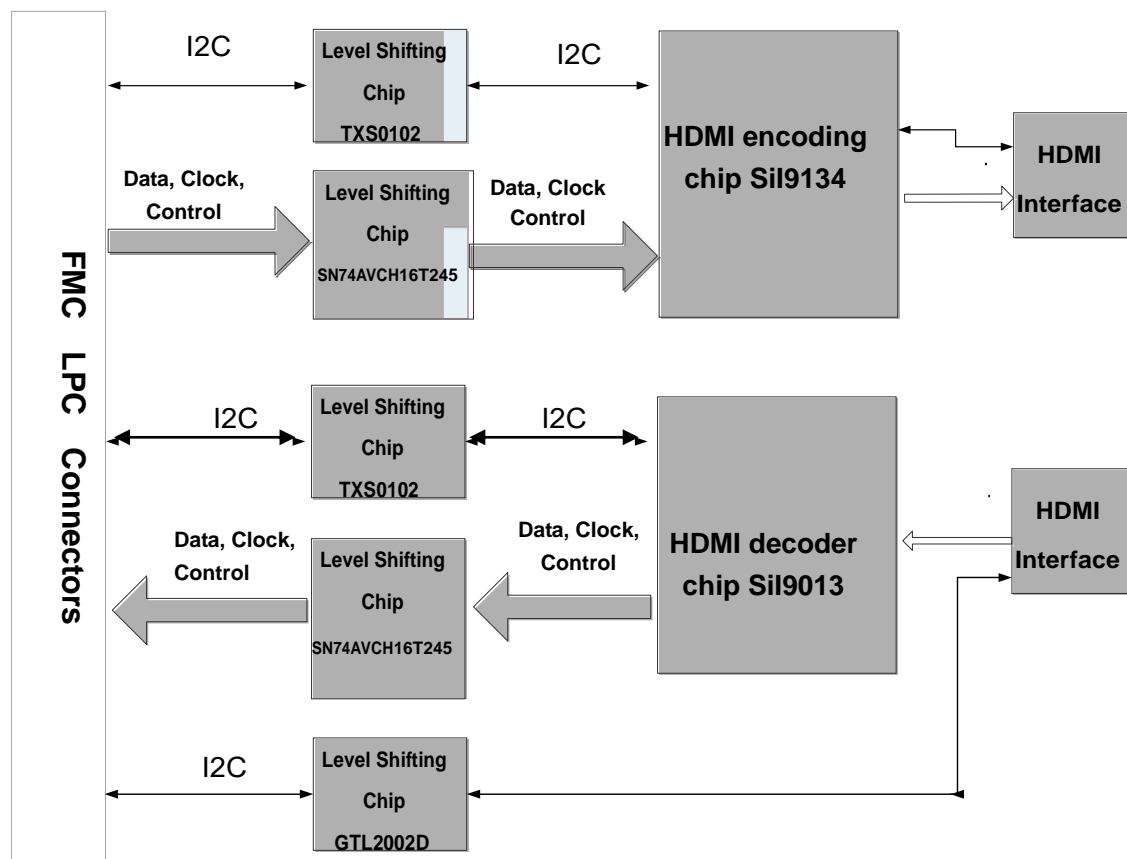 FMC LPC Connectors
I2C
Level Shifting
Chip
TXS0102
I2C
HDMI encoding
chip SiI9134
HDMI
Interface
Data, Clock,
Control
Level Shifting
Chip
SN74AVCH16T245
Data, Clock
Control
I2C
Level Shifting
Chip
TXS0102
I2C
HDMI decoder
chip SiI9013
HDMI
Interface
Data, Clock,
Control
Level Shifting
Chip
SN74AVCH16T245
Data, Clock,
Control
I2C
Level Shifting
Chip
GTL2002D